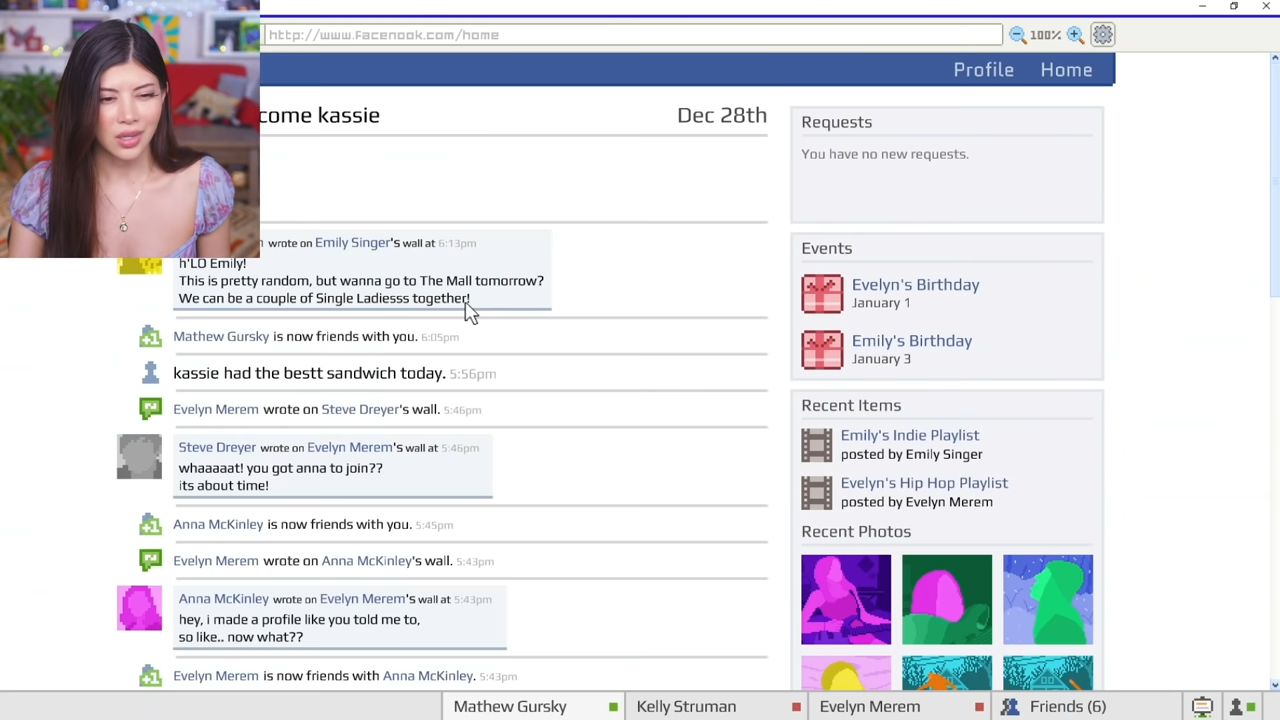 http://www.facenook.com/home
100%
Profile
Home
come kassie
Dec 28th
wrote on Emily Singer's wall at 6:13pm
h'LO Emily!
This is pretty random, but wanna go to The Mall tomorrow?
We can be a couple of Single Ladiesss together!
Mathew Gursky is now friends with you. 6:05pm
kassie had the bestt sandwich today. 5:56pm
Evelyn Merem wrote on Steve Dreyer's wall. 5:46pm
Steve Dreyer wrote on Evelyn Merem's wall at 5:46pm
whaaaaat! you got anna to join??
its about time!
Anna McKinley is now friends with you. 5:45pm
Evelyn Merem wrote on Anna McKinley's wall. 5:43pm
Anna McKinley wrote on Evelyn Merem's wall at 5:43pm
hey, i made a profile like you told me to,
so like.. now what??
Evelyn Merem is now friends with Anna McKinley. 5:43pm
Requests
You have no new requests.
Events
Evelyn's Birthday
January 1
Emily's Birthday
January 3
Recent Items
Emily's Indie Playlist
posted by Emily Singer
Evelyn's Hip Hop Playlist
posted by Evelyn Merem
Recent Photos
Mathew Gursky
Kelly Struman
Evelyn Merem
Friends (6)